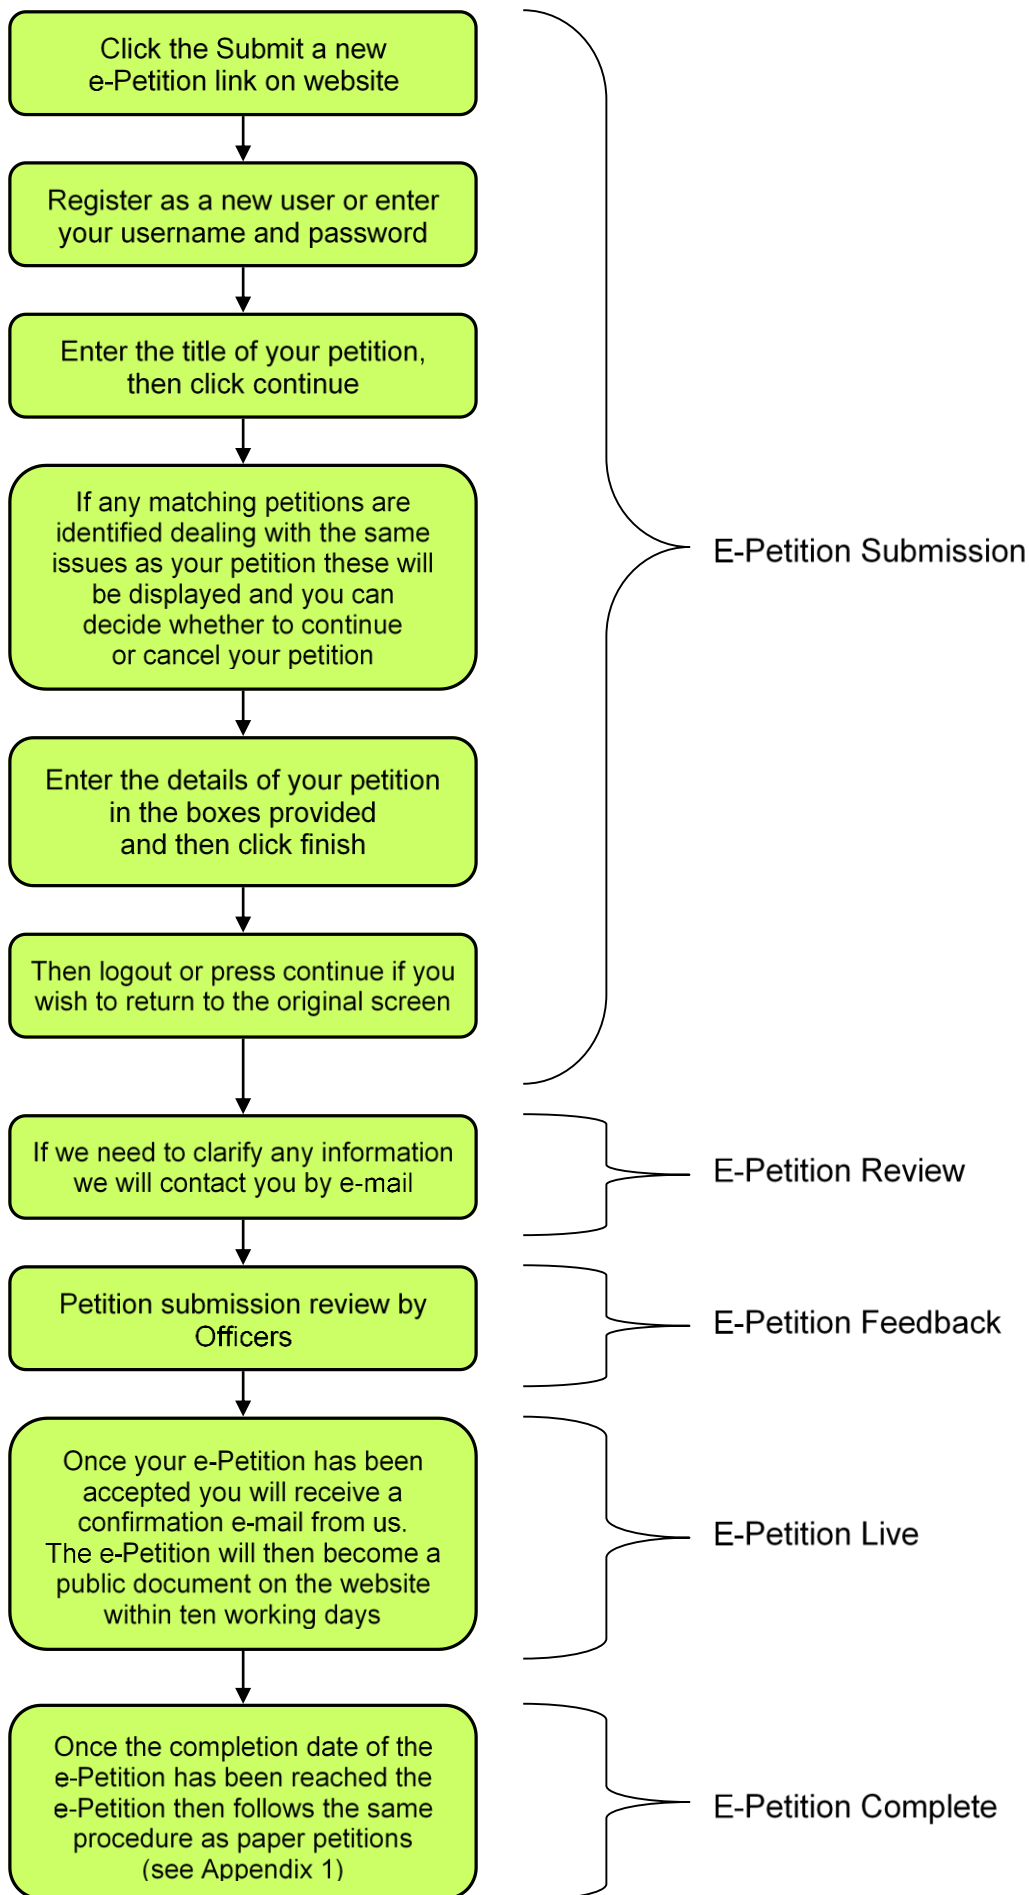 Click the Submit a new
e-Petition link on website
Register as a new user or enter
your username and password
Enter the title of your petition,
then click continue
If any matching petitions are
identified dealing with the same
issues as your petition these will
be displayed and you can
decide whether to continue
or cancel your petition
Enter the details of your petition
in the boxes provided
and then click finish
Then logout or press continue if you
wish to return to the original screen
E-Petition Submission
If we need to clarify any information
we will contact you by e-mail
E-Petition Review
Petition submission review by
Officers
E-Petition Feedback
Once your e-Petition has been
accepted you will receive a
confirmation e-mail from us.
The e-Petition will then become a
public document on the website
within ten working days
E-Petition Live
Once the completion date of the
e-Petition has been reached the
e-Petition then follows the same
procedure as paper petitions
(see Appendix 1)
E-Petition Complete